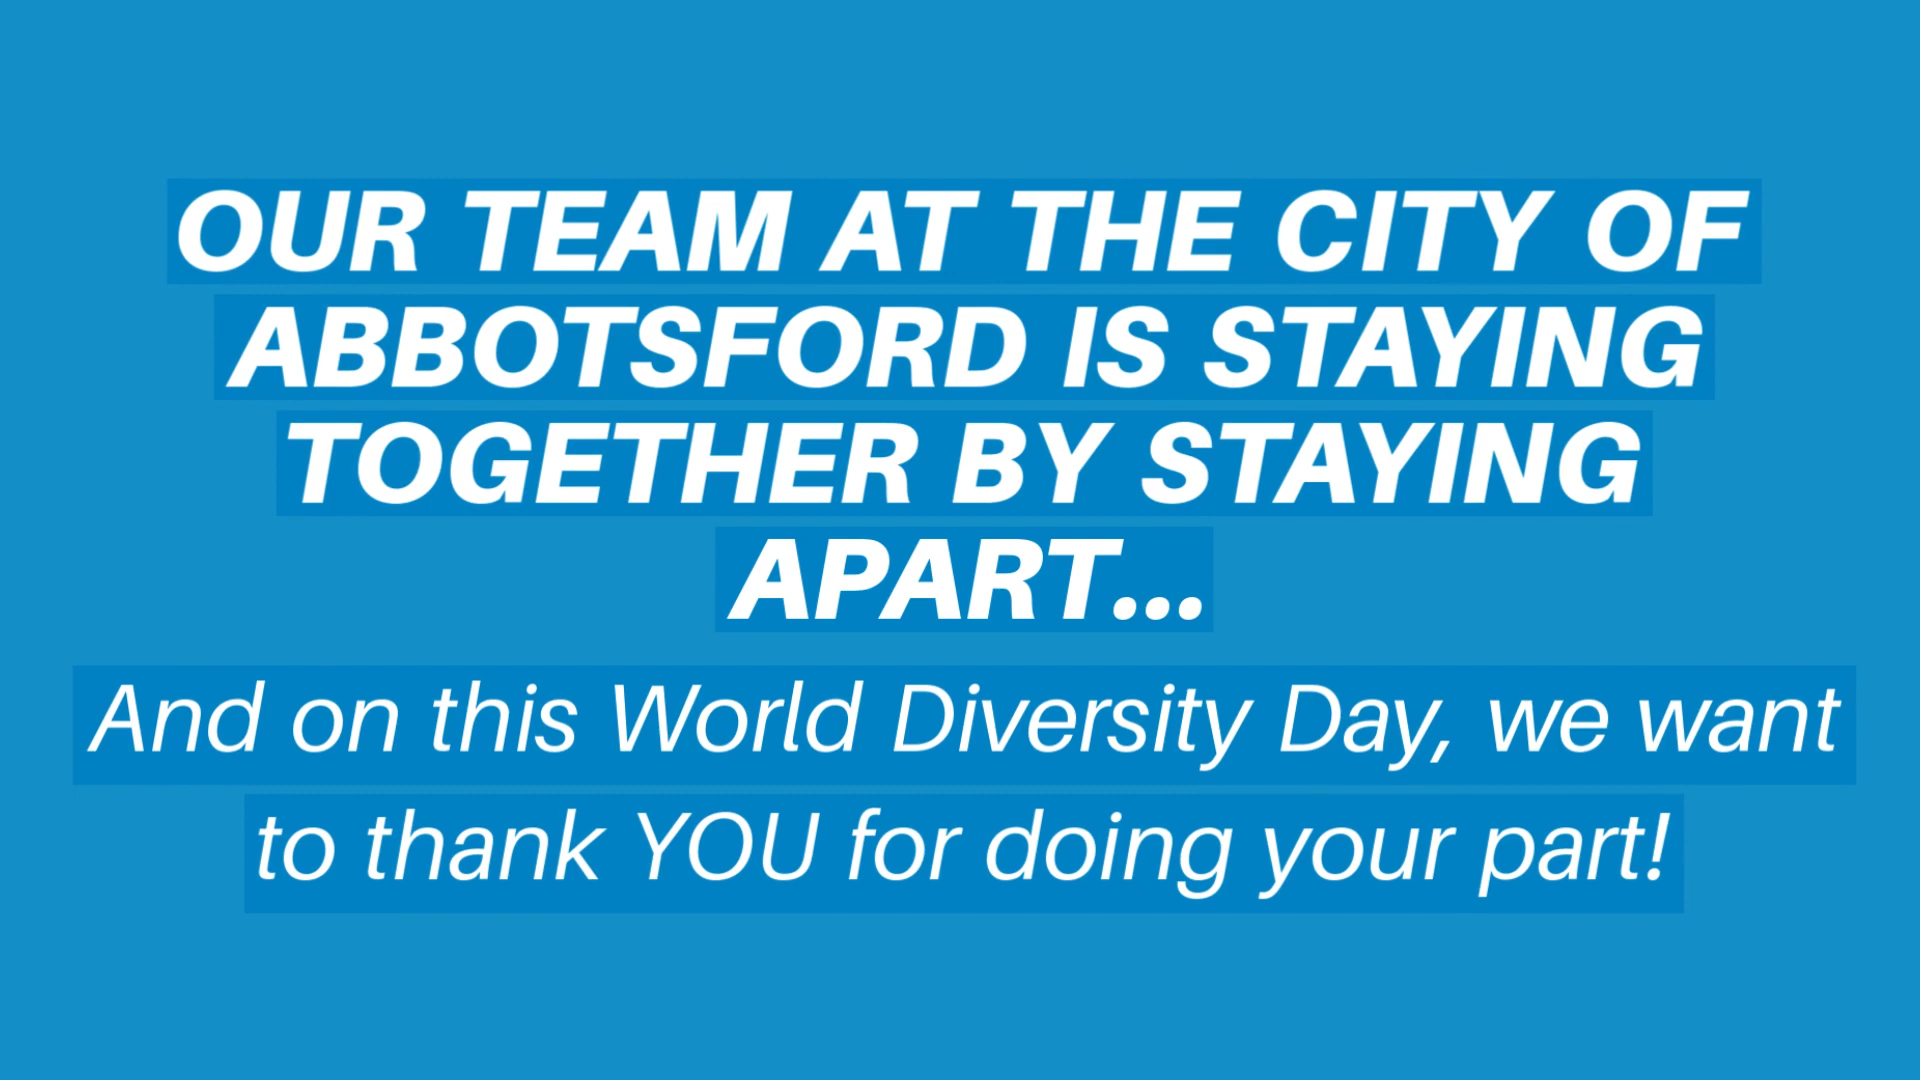 OUR TEAM AT THE CITY OF
ABBOTSFORD IS STAYING
TOGETHER BY STAYING
APART...
And on this World Diversity Day, we want
to thank YOU for doing your part!